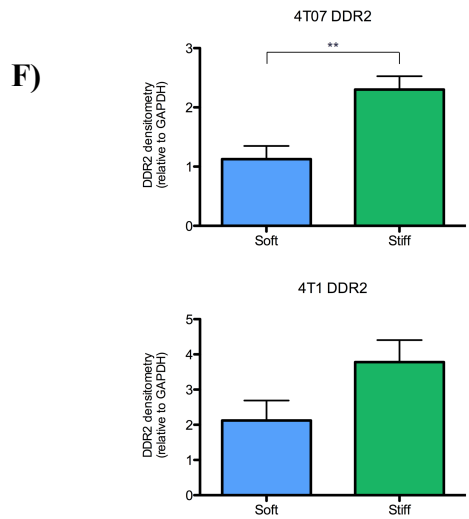 F)
4T07 DDR2
**
DDR2 densitometry
(relative to GAPDH)
3
2
1
0
Soft
Stiff
4T1 DDR2
DDR2 densitometry
(relative to GAPDH)
5
4
3
2
1
0
Soft
Stiff